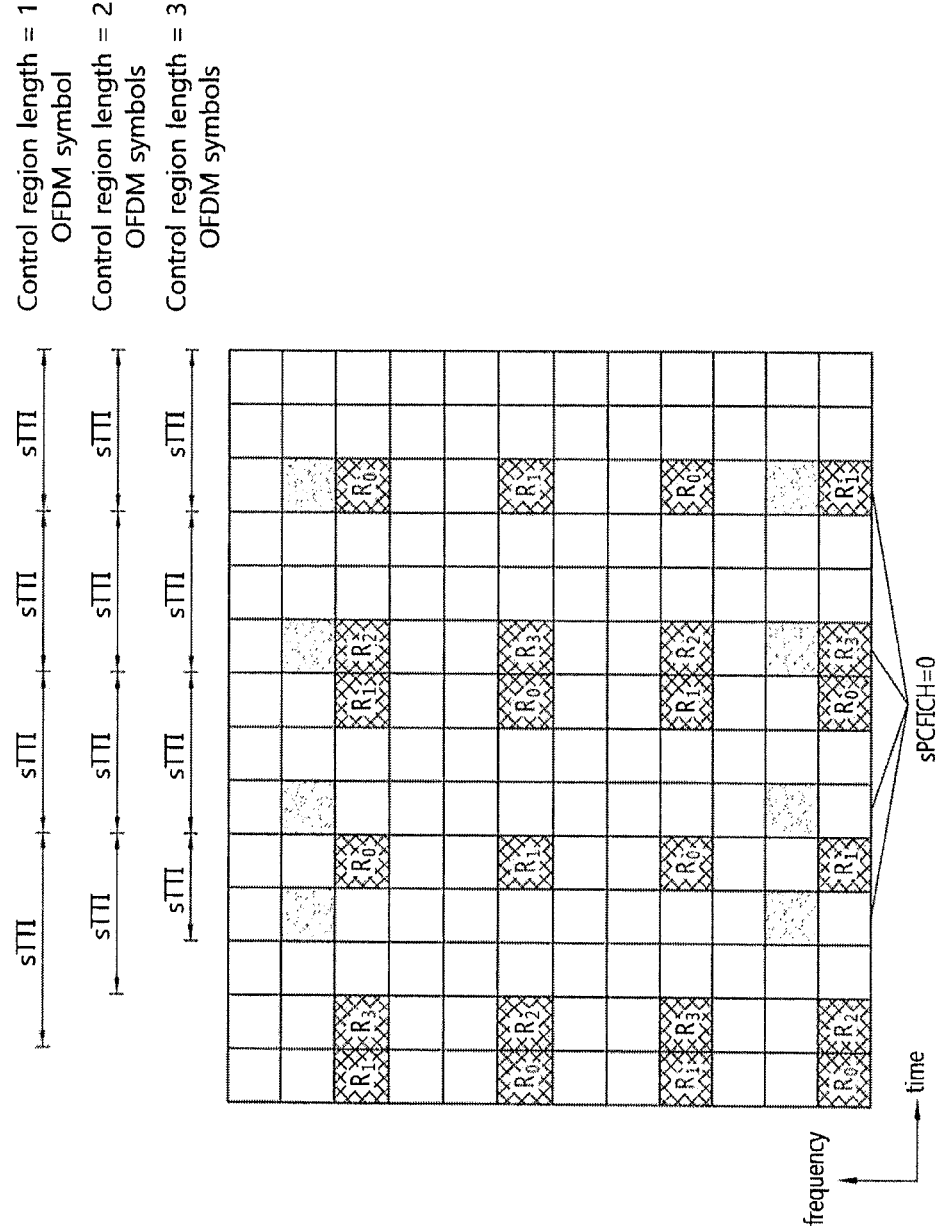 sTTI sTTI sTTI sTTI Control region length = 1
OFDM symbol
sTTI sTTI sTTI sTTI Control region length = 2
OFDM symbols
sTTI sTTI sTTI sTTI Control region length = 3
OFDM symbols
R₁ R₃ R₀ R₁ R₂ R₀
R₀ R₂ R₁ R₀ R₃ R₁
R₁ R₃ R₀ R₁ R₂ R₀
R₀ R₂ R₁ R₀ R₃ R₁
frequency
time
sPCFICH=0